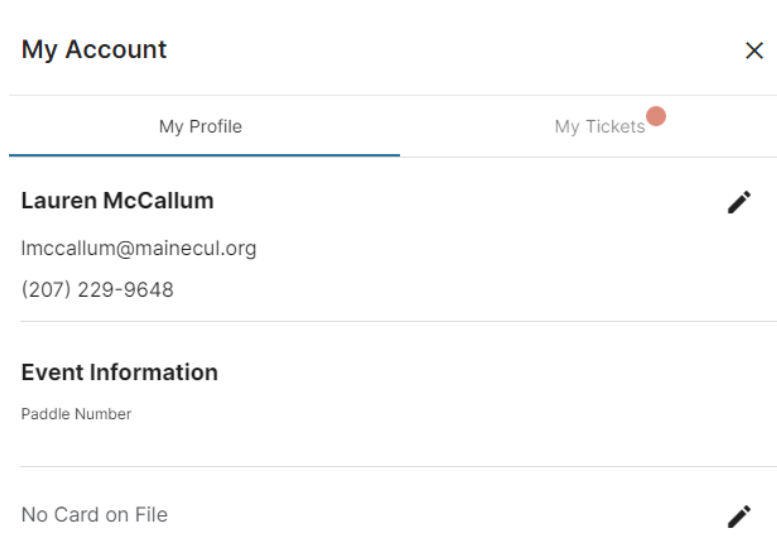 My Account
My Profile
My Tickets
Lauren McCallum
lmccallum@mainecul.org
(207) 229-9648
Event Information
Paddle Number
No Card on File